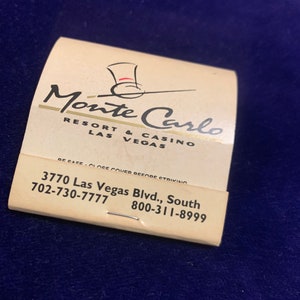 Monte Carlo
RESORT & CASINO
LAS VEGAS
BE SAFE - CLOSE COVER BEFORE STRIKING
3770 Las Vegas Blvd., South
702-730-7777 800-311-8999